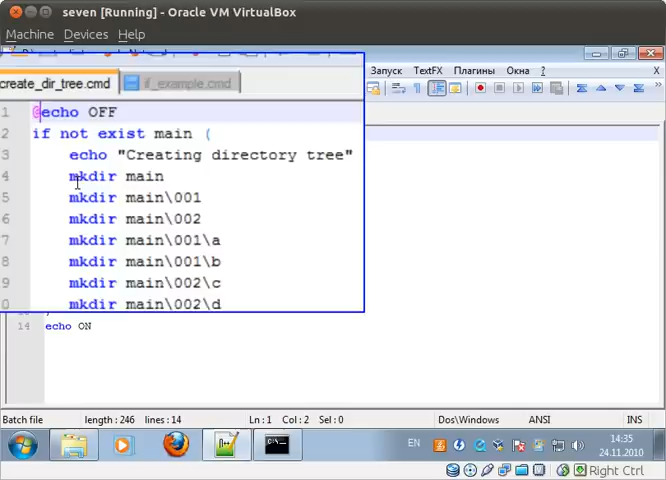 seven [Running] - Oracle VM VirtualBox
Machine Devices Help
Запуск TextFX Плагины Окна ? X
create_dir_tree.cmd if_example.cmd
1 @echo OFF
2 if not exist main (
3 echo "Creating directory tree"
4 mkdir main
5 mkdir main\001
6 mkdir main\002
7 mkdir main\001\a
8 mkdir main\001\b
9 mkdir main\002\c
0 mkdir main\002\d
14 echo ON
Batch file length : 246 lines : 14 Ln : 1 Col : 2 Sel : 0 Dos\Windows ANSI INS
EN 14:35
24.11.2010
Right Ctrl